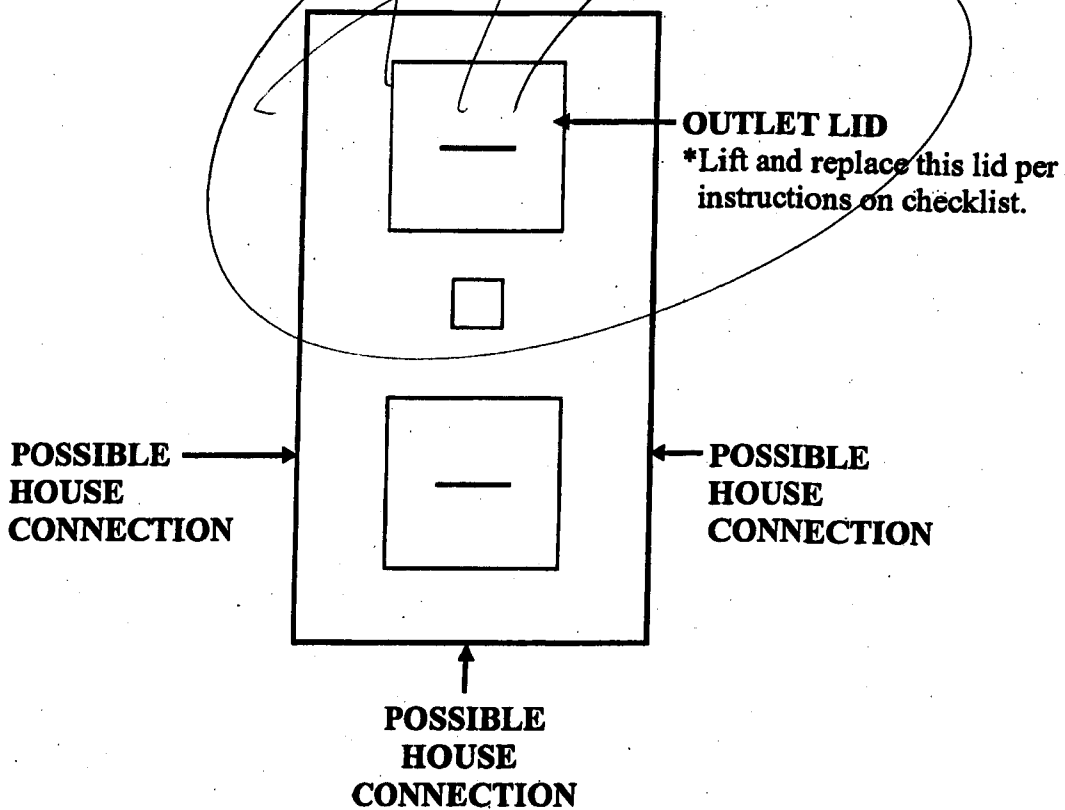 OUTLET LID
*Lift and replace this lid per
instructions on checklist.
POSSIBLE
HOUSE
CONNECTION
POSSIBLE
HOUSE
CONNECTION
POSSIBLE
HOUSE
CONNECTION